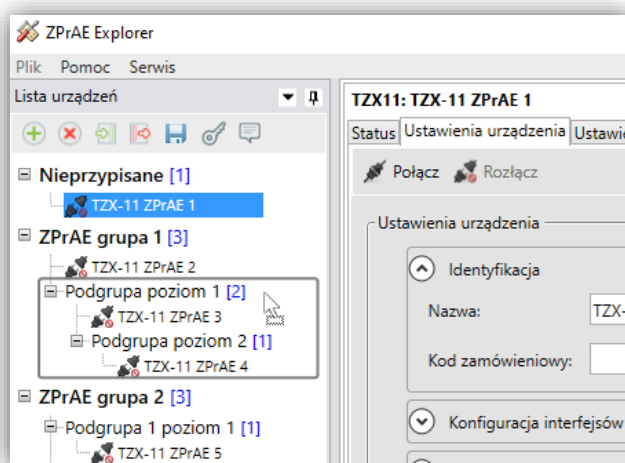 ZPrAE Explorer
Plik Pomoc Serwis
Lista urządzeń
Nieprzypisane [1]
TZX-11 ZPrAE 1
ZPrAE grupa 1 [3]
TZX-11 ZPrAE 2
Podgrupa poziom 1 [2]
TZX-11 ZPrAE 3
Podgrupa poziom 2 [1]
TZX-11 ZPrAE 4
ZPrAE grupa 2 [3]
Podgrupa 1 poziom 1 [1]
TZX-11 ZPrAE 5
TZX11: TZX-11 ZPrAE 1
Status Ustawienia urządzenia Ustawie
Połącz Rozłącz
Ustawienia urządzenia
Identyfikacja
Nazwa: TZX-
Kod zamówieniowy:
Konfiguracja interfejsów